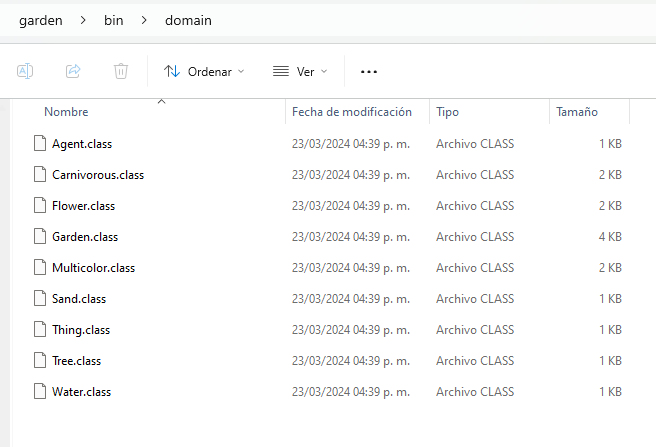 garden > bin > domain
Ordenar Ver ...
Nombre Fecha de modificación Tipo Tamaño
Agent.class 23/03/2024 04:39 p. m. Archivo CLASS 1 KB
Carnivorous.class 23/03/2024 04:39 p. m. Archivo CLASS 2 KB
Flower.class 23/03/2024 04:39 p. m. Archivo CLASS 2 KB
Garden.class 23/03/2024 04:39 p. m. Archivo CLASS 4 KB
Multicolor.class 23/03/2024 04:39 p. m. Archivo CLASS 2 KB
Sand.class 23/03/2024 04:39 p. m. Archivo CLASS 1 KB
Thing.class 23/03/2024 04:39 p. m. Archivo CLASS 1 KB
Tree.class 23/03/2024 04:39 p. m. Archivo CLASS 1 KB
Water.class 23/03/2024 04:39 p. m. Archivo CLASS 1 KB